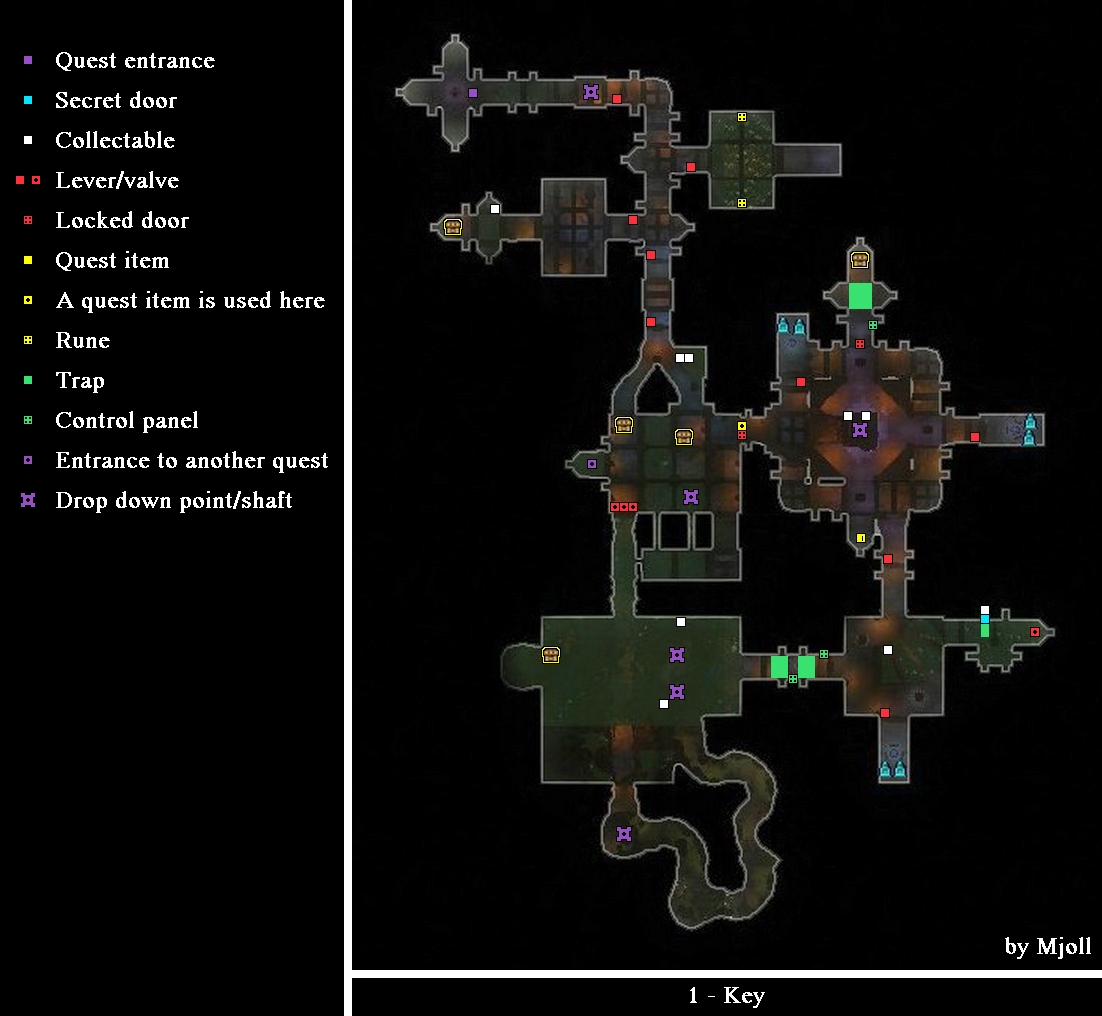 Quest entrance
Secret door
Collectable
Lever/valve
Locked door
Quest item
A quest item is used here
Rune
Trap
Control panel
Entrance to another quest
Drop down point/shaft
1
by Mjoll
1 - Key